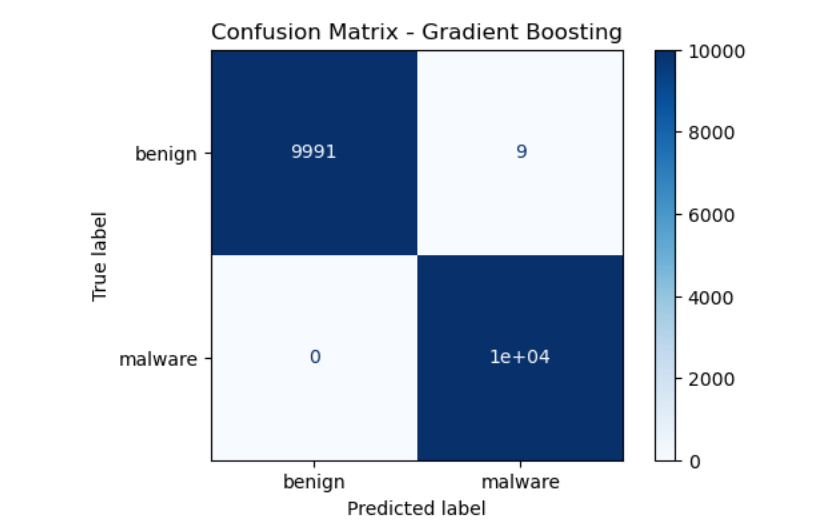 Confusion Matrix - Gradient Boosting
10000
benign
9991
9
8000
6000
True label
4000
malware
0
1e+04
2000
0
benign
malware
Predicted label